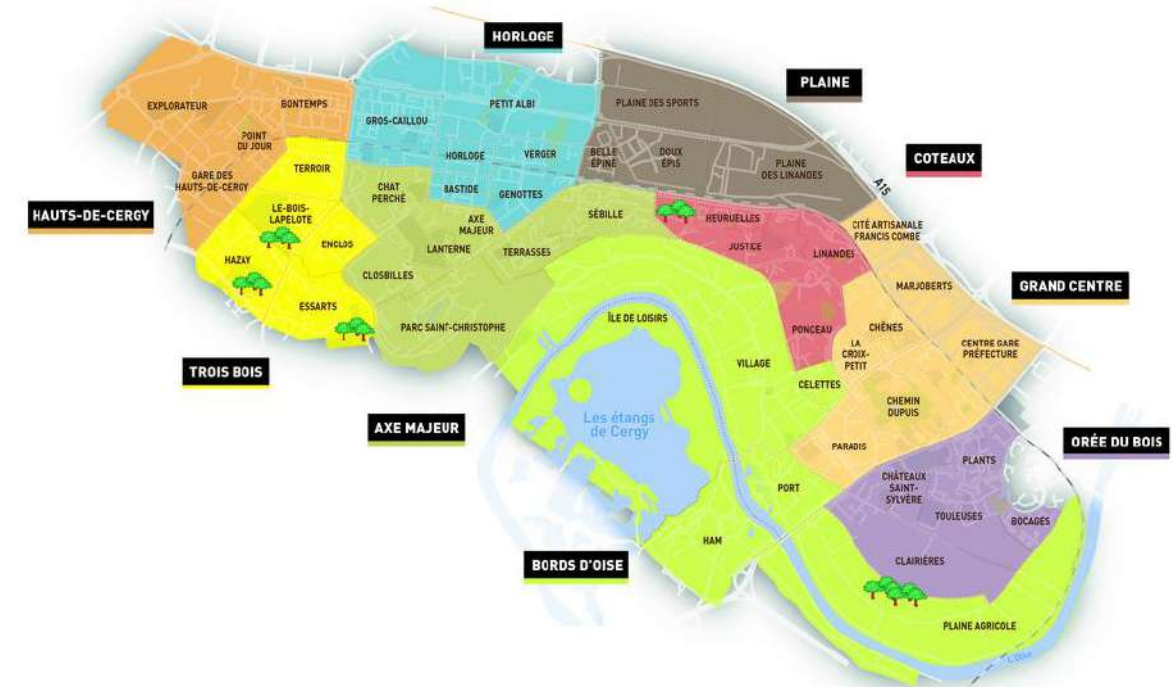 HORLOGE
PLAINE
EXPLORATEUR
BONTEMPS
PETIT ALBI
PLAINE DES SPORTS
GROS-CAILLOU
POINT
DU JOUR
HORLOGE
VERGER
BELLE-
ÉPINE
DOUX
ÉPIS
PLAINE
DES LINANDES
COTEAUX
A15
GARE DES
HAUTS-DE-CERGY
TERROIR
CHAT
PERCHÉ
BASTIDE
GENOTTES
HAUTS-DE-CERGY
LE-BOIS-
LAPELOTE
AXE
MAJEUR
SÉBILLE
HEURUELLES
CITÉ ARTISANALE
FRANCIS COMBE
ENCLOS
LANTERNE
TERRASSES
JUSTICE
LINANDES
HAZAY
CLOSBILLES
MARJOBERTS
GRAND CENTRE
ESSARTS
PARC SAINT-CHRISTOPHE
ÎLE DE LOISIRS
PONCEAU
CHÊNES
LA
CROIX-
PETIT
CENTRE GARE
PRÉFECTURE
TROIS BOIS
VILLAGE
CELETTES
CHEMIN
DUPUIS
AXE MAJEUR
Les étangs
de Cergy
PARADIS
ORÉE DU BOIS
PLANTS
CHÂTEAUX
SAINT-
SYLVÈRE
PORT
TOULEUSES
BOCAGES
HAM
BORDS D'OISE
CLAIRIÈRES
PLAINE AGRICOLE
L'Oise